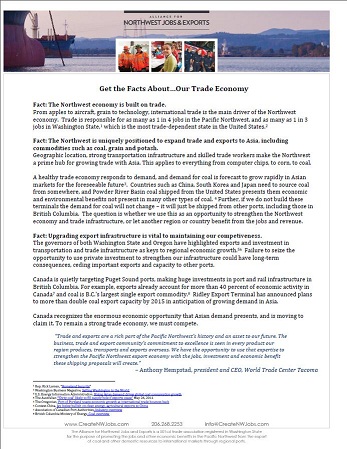 ALLIANCE FOR
NORTHWEST JOBS & EXPORTS
Get the Facts About...Our Trade Economy
Fact: The Northwest economy is built on trade.
From apples to aircraft, grain to technology, international trade is the main driver of the Northwest
economy. Trade is responsible for as many as 1 in 4 jobs in the Pacific Northwest, and as many as 1 in 3
jobs in Washington State,¹ which is the most trade-dependent state in the United States.²
Fact: The Northwest is uniquely positioned to expand trade and exports to Asia, including
commodities such as coal, grain and potash.
Geographic location, strong transportation infrastructure and skilled trade workers make the Northwest
a prime hub for growing trade with Asia. This applies to everything from computer chips, to corn, to coal.
A healthy trade economy responds to demand, and demand for coal is forecast to grow rapidly in Asian
markets for the foreseeable future³. Countries such as China, South Korea and Japan need to source coal
from somewhere, and Powder River Basin coal shipped from the United States presents them economic
and environmental benefits not present in many other types of coal. ⁴ Further, if we do not build these
terminals the demand for coal will not change – it will just be shipped from other ports, including those in
British Columbia. The question is whether we use this as an opportunity to strengthen the Northwest
economy and trade infrastructure, or let another region or country benefit from the jobs and revenue.
Fact: Upgrading export infrastructure is vital to maintaining our competitiveness.
The governors of both Washington State and Oregon have highlighted exports and investment in
transportation and trade infrastructure as keys to regional economic growth.⁵⁶ Failure to seize the
opportunity to use private investment to strengthen our infrastructure could have long-term
consequences, ceding important exports and capacity to other ports.
Canada is quietly targeting Puget Sound ports, making huge investments in port and rail infrastructure in
British Columbia. For example, exports already account for more than 40 percent of economic activity in
Canada⁷ and coal is B.C.'s largest single export commodity.⁸ Ridley Export Terminal has announced plans
to more than double coal export capacity by 2015 in anticipation of growing demand in Asia.
Canada recognizes the enormous economic opportunity that Asian demand presents, and is moving to
claim it. To remain a strong trade economy, we must compete.
"Trade and exports are a rich part of the Pacific Northwest's history and an asset to our future. The
business, trade and export community's commitment to excellence is seen in every product our
region produces, transports and exports overseas. We have the opportunity to use that expertise to
strengthen the Pacific Northwest export economy with the jobs, investment and economic benefit
these shipping proposals will create."
– Anthony Hemstad, president and CEO, World Trade Center Tacoma
www.CreateNWJobs.com 206.268.2253 Info@CreateNWJobs.com
The Alliance for Northwest Jobs and Exports is a 501c6 trade association registered in Washington State
for the purpose of promoting the jobs and other economic benefits in the Pacific Northwest from the export
of coal and other domestic resources to international markets through regional ports.